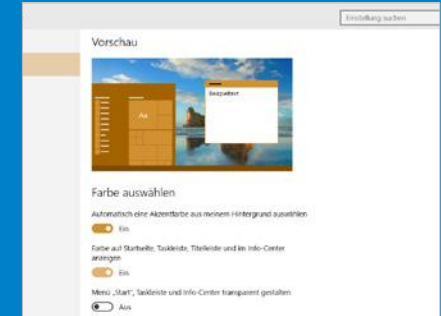 Einstellung suchen
Vorschau
Beispieltext
Aa
Farbe auswählen
Automatisch eine Akzentfarbe aus meinem Hintergrund auswählen
Ein
Farbe auf Startseite, Taskleiste, Titelleiste und im Info-Center
anzeigen
Ein
Menü „Start“, Taskleiste und Info-Center transparent gestalten
Aus